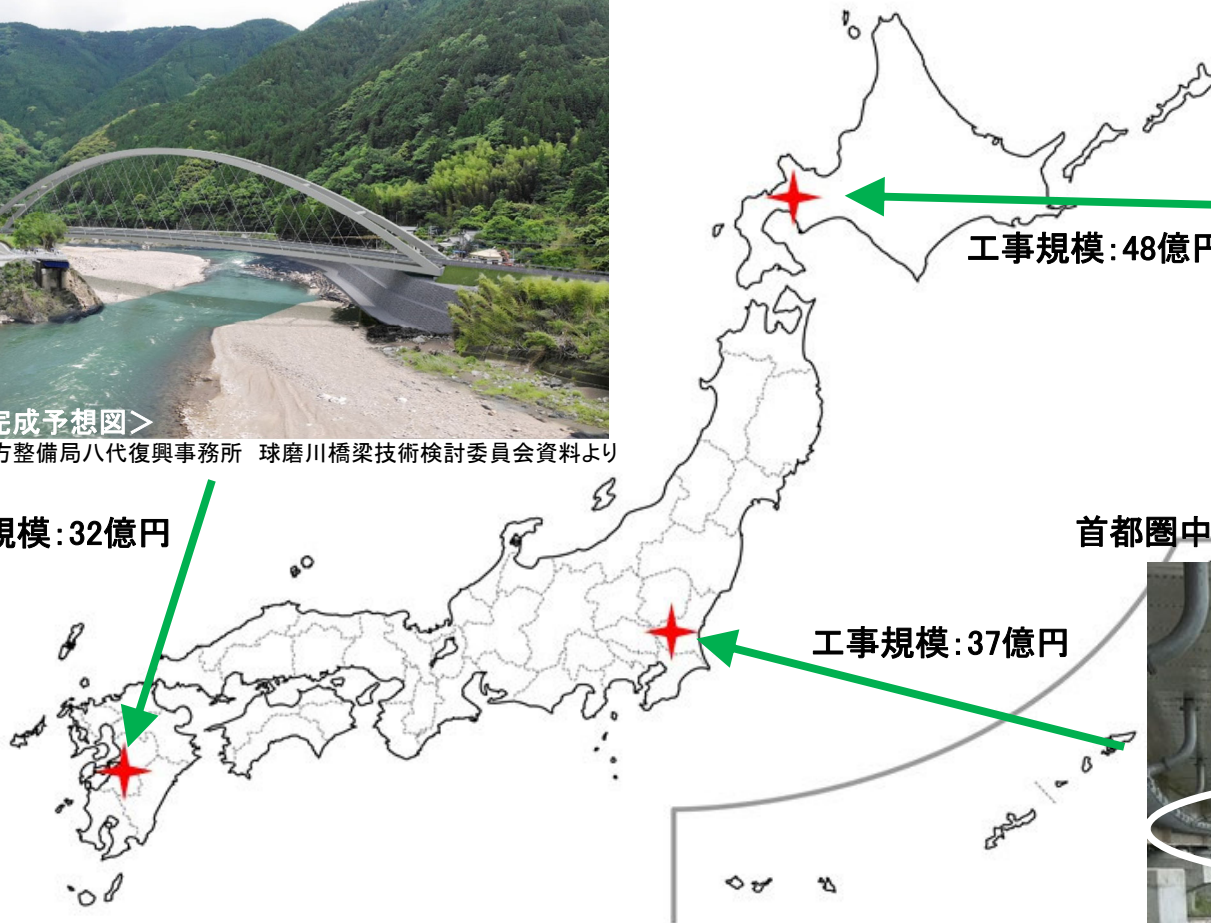 工事規模：48億円
完成予想図＞
方整備局八代復興事務所　球磨川橋梁技術検討委員会資料より
規模：32億円
首都圏中
工事規模：37億円